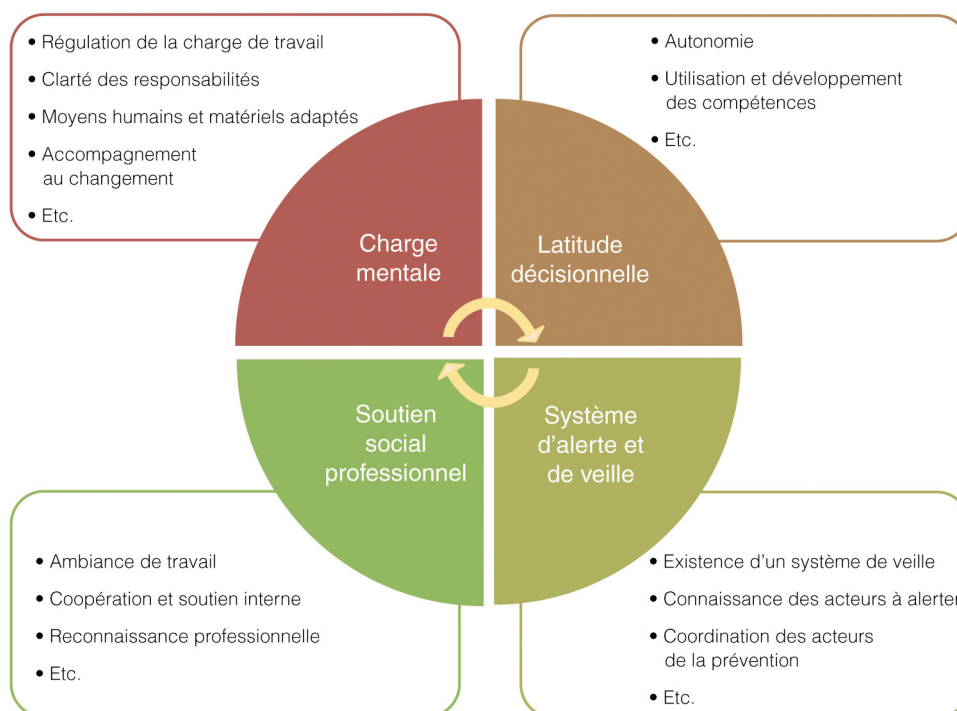 • Régulation de la charge de travail
• Clarté des responsabilités
• Moyens humains et matériels adaptés
• Accompagnement
au changement
• Etc.
• Autonomie
• Utilisation et développement
des compétences
• Etc.
Charge
mentale
Latitude
décisionnelle
Soutien
social
professionnel
Système
d’alerte et
de veille
• Ambiance de travail
• Coopération et soutien interne
• Reconnaissance professionnelle
• Etc.
• Existence d’un système de veille
• Connaissance des acteurs à alerter
• Coordination des acteurs
de la prévention
• Etc.